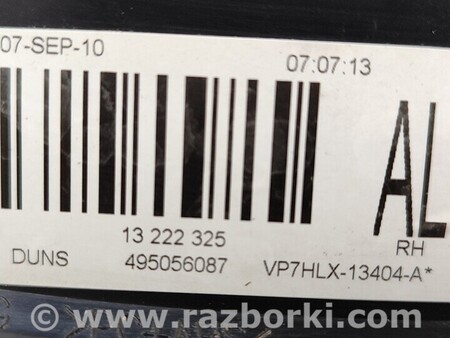 07-SEP-10 07:07:13
13 222 325
AL
RH
DUNS 495056087 VP7HLX-13404-A*
www.razborki.com